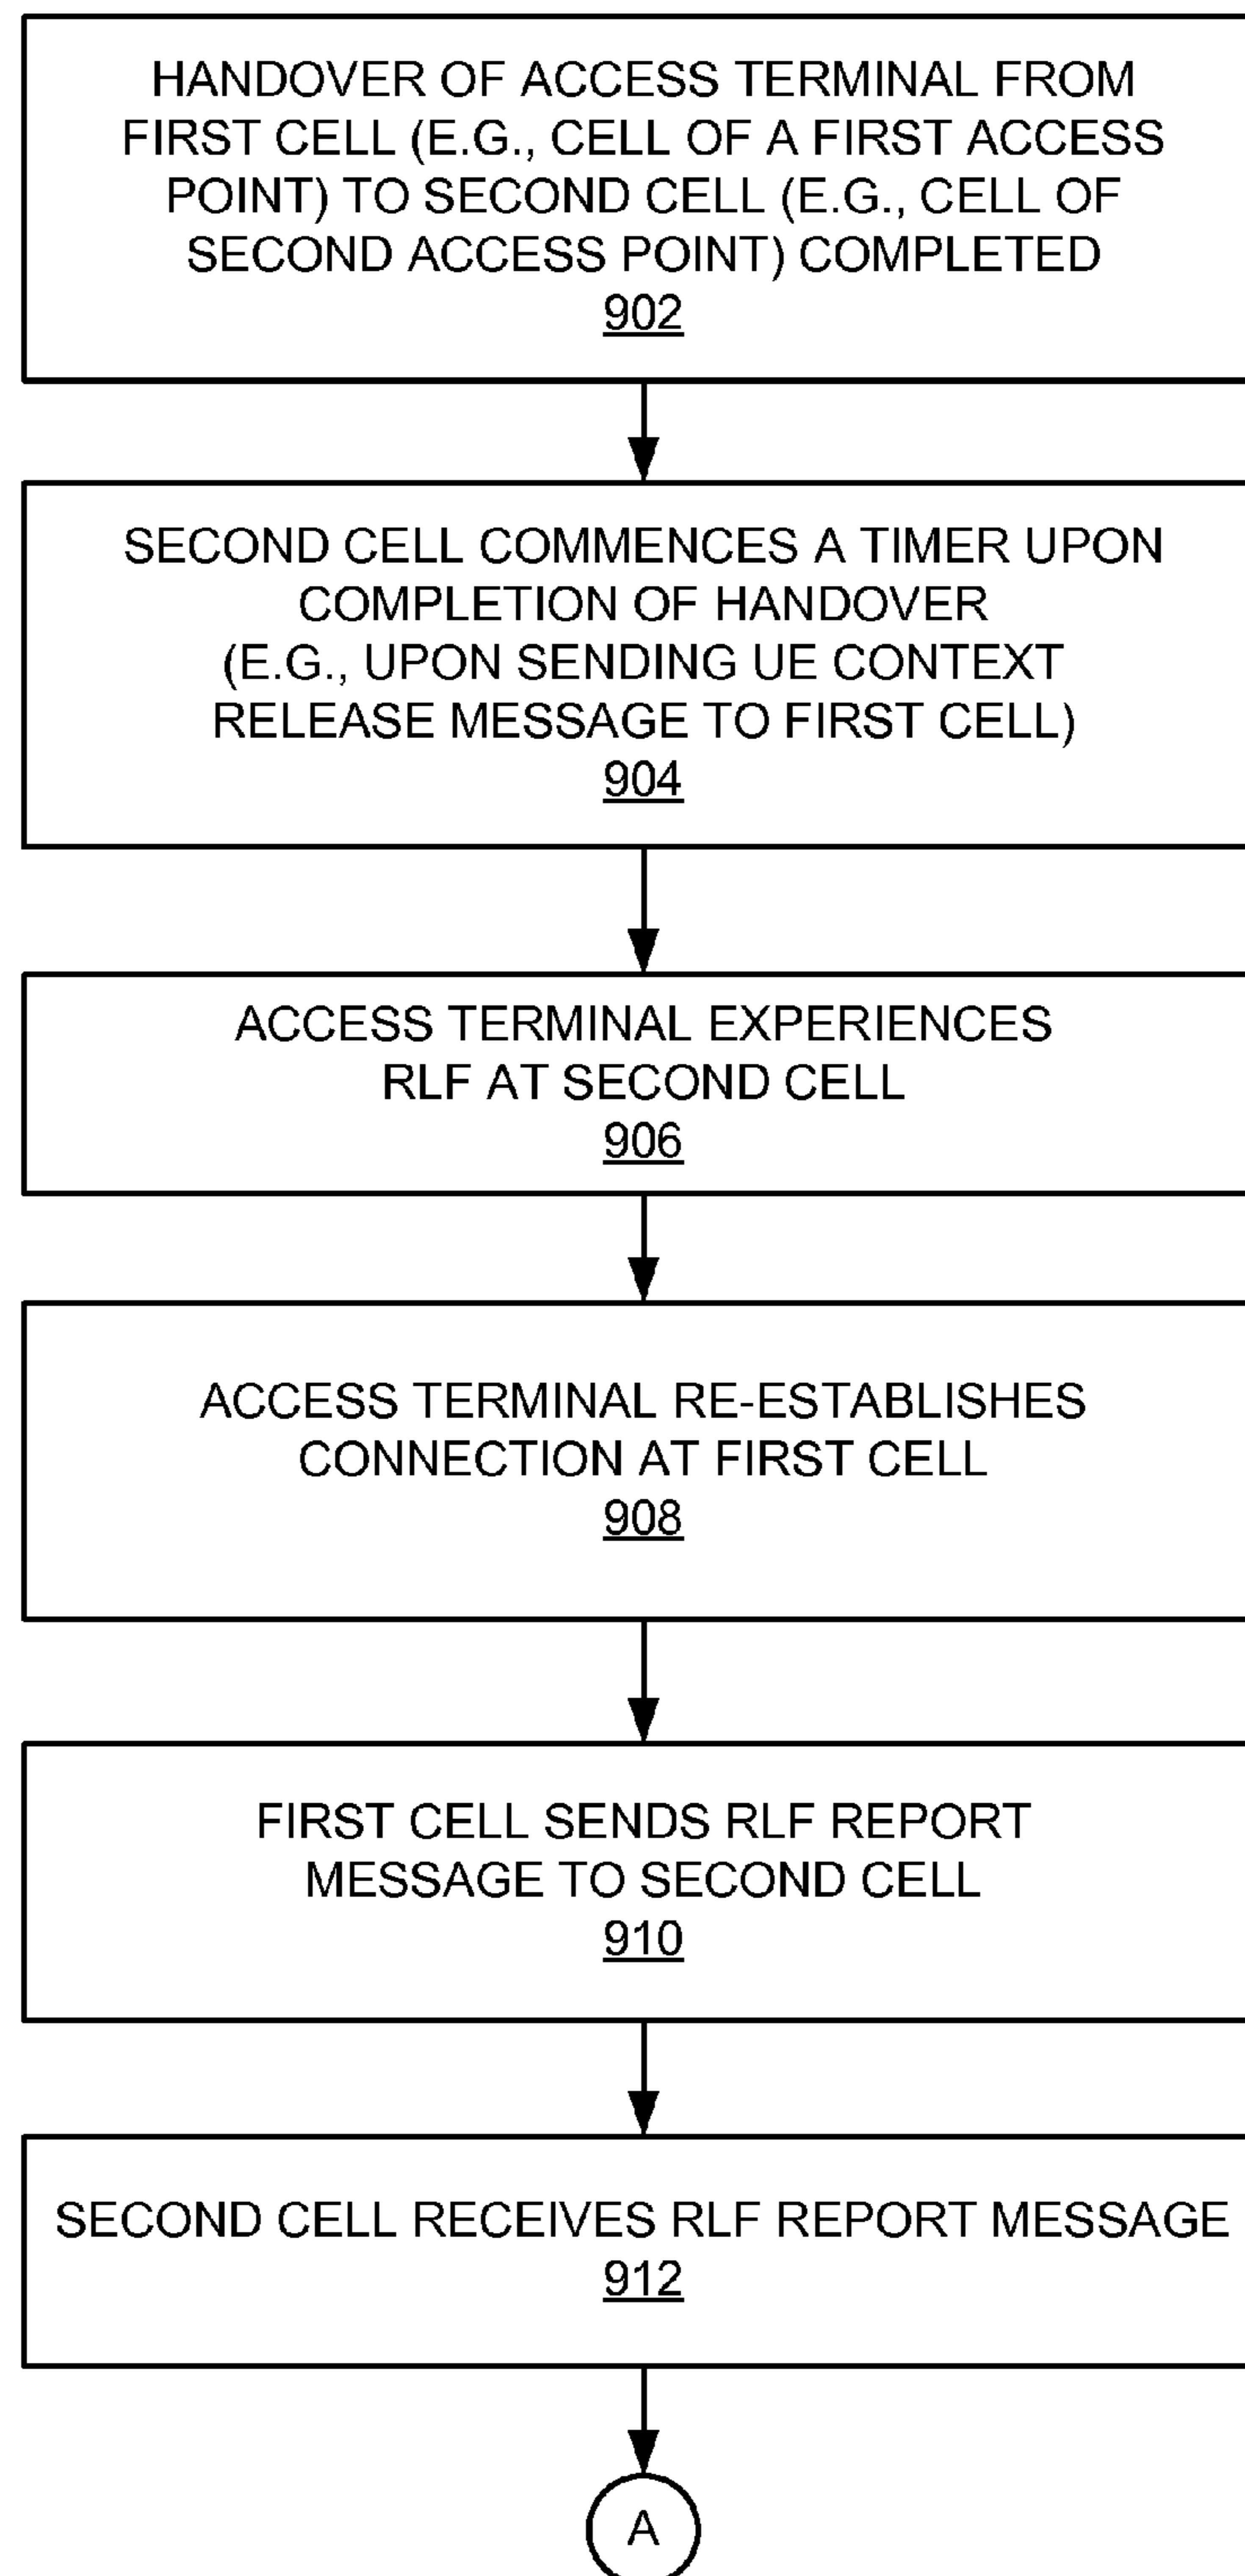 HANDOVER OF ACCESS TERMINAL FROM
FIRST CELL (E.G., CELL OF A FIRST ACCESS
POINT) TO SECOND CELL (E.G., CELL OF
SECOND ACCESS POINT) COMPLETED
902
SECOND CELL COMMENCES A TIMER UPON
COMPLETION OF HANDOVER
(E.G., UPON SENDING UE CONTEXT
RELEASE MESSAGE TO FIRST CELL)
904
ACCESS TERMINAL EXPERIENCES
RLF AT SECOND CELL
906
ACCESS TERMINAL RE-ESTABLISHES
CONNECTION AT FIRST CELL
908
FIRST CELL SENDS RLF REPORT
MESSAGE TO SECOND CELL
910
SECOND CELL RECEIVES RLF REPORT MESSAGE
912
A